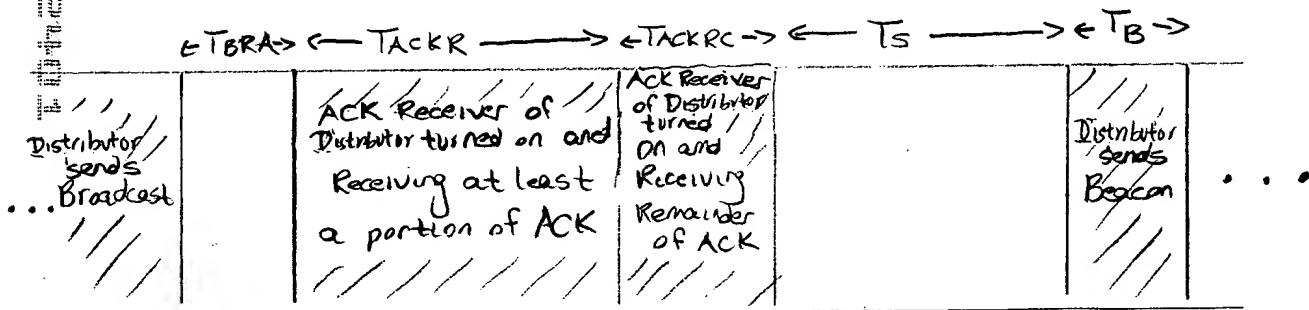 ←TBRA→ ←— TACKR —→ ←TACKRC→ ←— TS —→ ←TB→
...Distributor
sends
Broadcast
ACK Receiver of
Distributor turned on and
Receiving at least
a portion of ACK
ACK Receiver
of Distributor
turned
On and
Receiving
Remainder
of ACK
Distributor
sends
Beacon
...